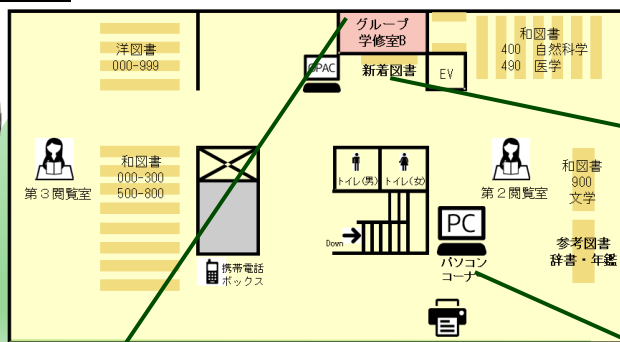 グループ
学修室B
洋図書
000-999
OPAC
新着図書
EV
和図書
400 自然科学
490 医学
第3閲覧室
和図書
000-300
500-800
トイレ(男)
トイレ(女)
第2閲覧室
和図書
900
文学
Down
PC
パソコン
コーナー
参考図書
辞書・年鑑
携帯電話
ボックス